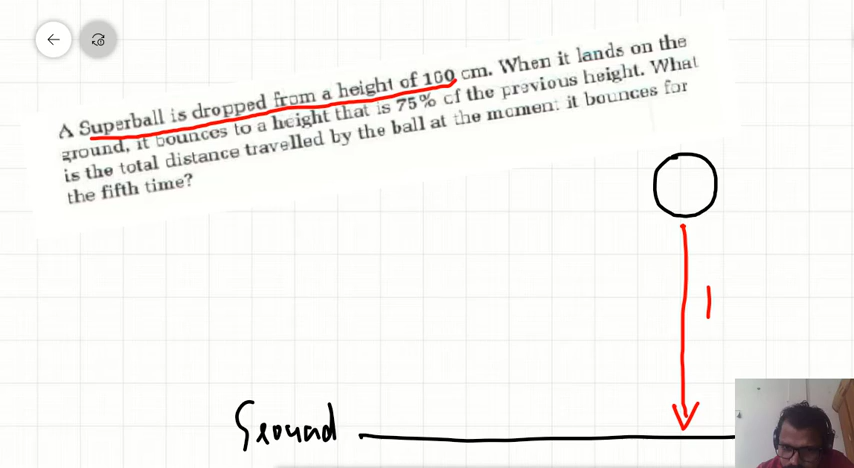 A Superball is dropped from a height of 160 cm. When it lands on the
ground, it bounces to a height that is 75% of the previous height. What
is the total distance travelled by the ball at the moment it bounces for
the fifth time?
Ground